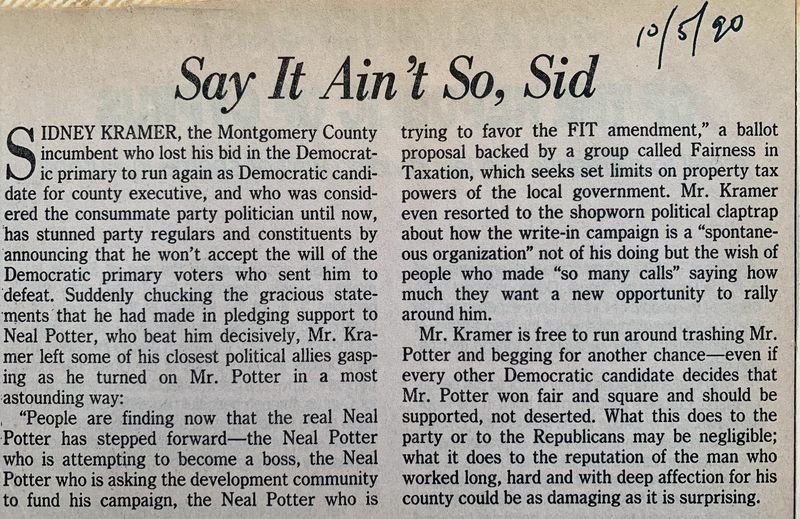 10/5/90
Say It Ain't So, Sid
SIDNEY KRAMER, the Montgomery County
incumbent who lost his bid in the Democrat-
ic primary to run again as Democratic candi-
date for county executive, and who was consid-
ered the consummate party politician until now,
has stunned party regulars and constituents by
announcing that he won't accept the will of the
Democratic primary voters who sent him to
defeat. Suddenly chucking the gracious state-
ments that he had made in pledging support to
Neal Potter, who beat him decisively, Mr. Kra-
mer left some of his closest political allies gasp-
ing as he turned on Mr. Potter in a most
astounding way:
"People are finding now that the real Neal
Potter has stepped forward—the Neal Potter
who is attempting to become a boss, the Neal
Potter who is asking the development community
to fund his campaign, the Neal Potter who is
trying to favor the FIT amendment," a ballot
proposal backed by a group called Fairness in
Taxation, which seeks set limits on property tax
powers of the local government. Mr. Kramer
even resorted to the shopworn political claptrap
about how the write-in campaign is a "spontane-
ous organization" not of his doing but the wish of
people who made "so many calls" saying how
much they want a new opportunity to rally
around him.
Mr. Kramer is free to run around trashing Mr.
Potter and begging for another chance—even if
every other Democratic candidate decides that
Mr. Potter won fair and square and should be
supported, not deserted. What this does to the
party or to the Republicans may be negligible;
what it does to the reputation of the man who
worked long, hard and with deep affection for his
county could be as damaging as it is surprising.